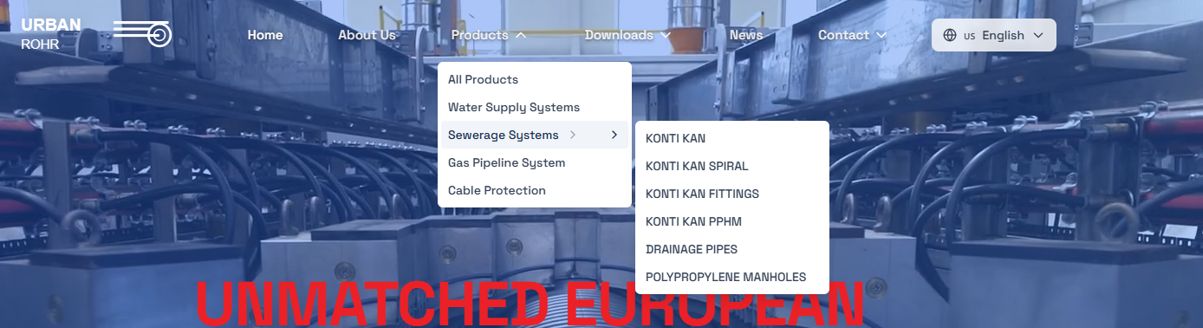 URBAN
ROHR
Home About Us Products Downloads News Contact US English
All Products
Water Supply Systems
Sewerage Systems
Gas Pipeline System
Cable Protection
KONTI KAN
KONTI KAN SPIRAL
KONTI KAN FITTINGS
KONTI KAN PPHM
DRAINAGE PIPES
POLYPROPYLENE MANHOLES
UNMATCHED EUROPEAN